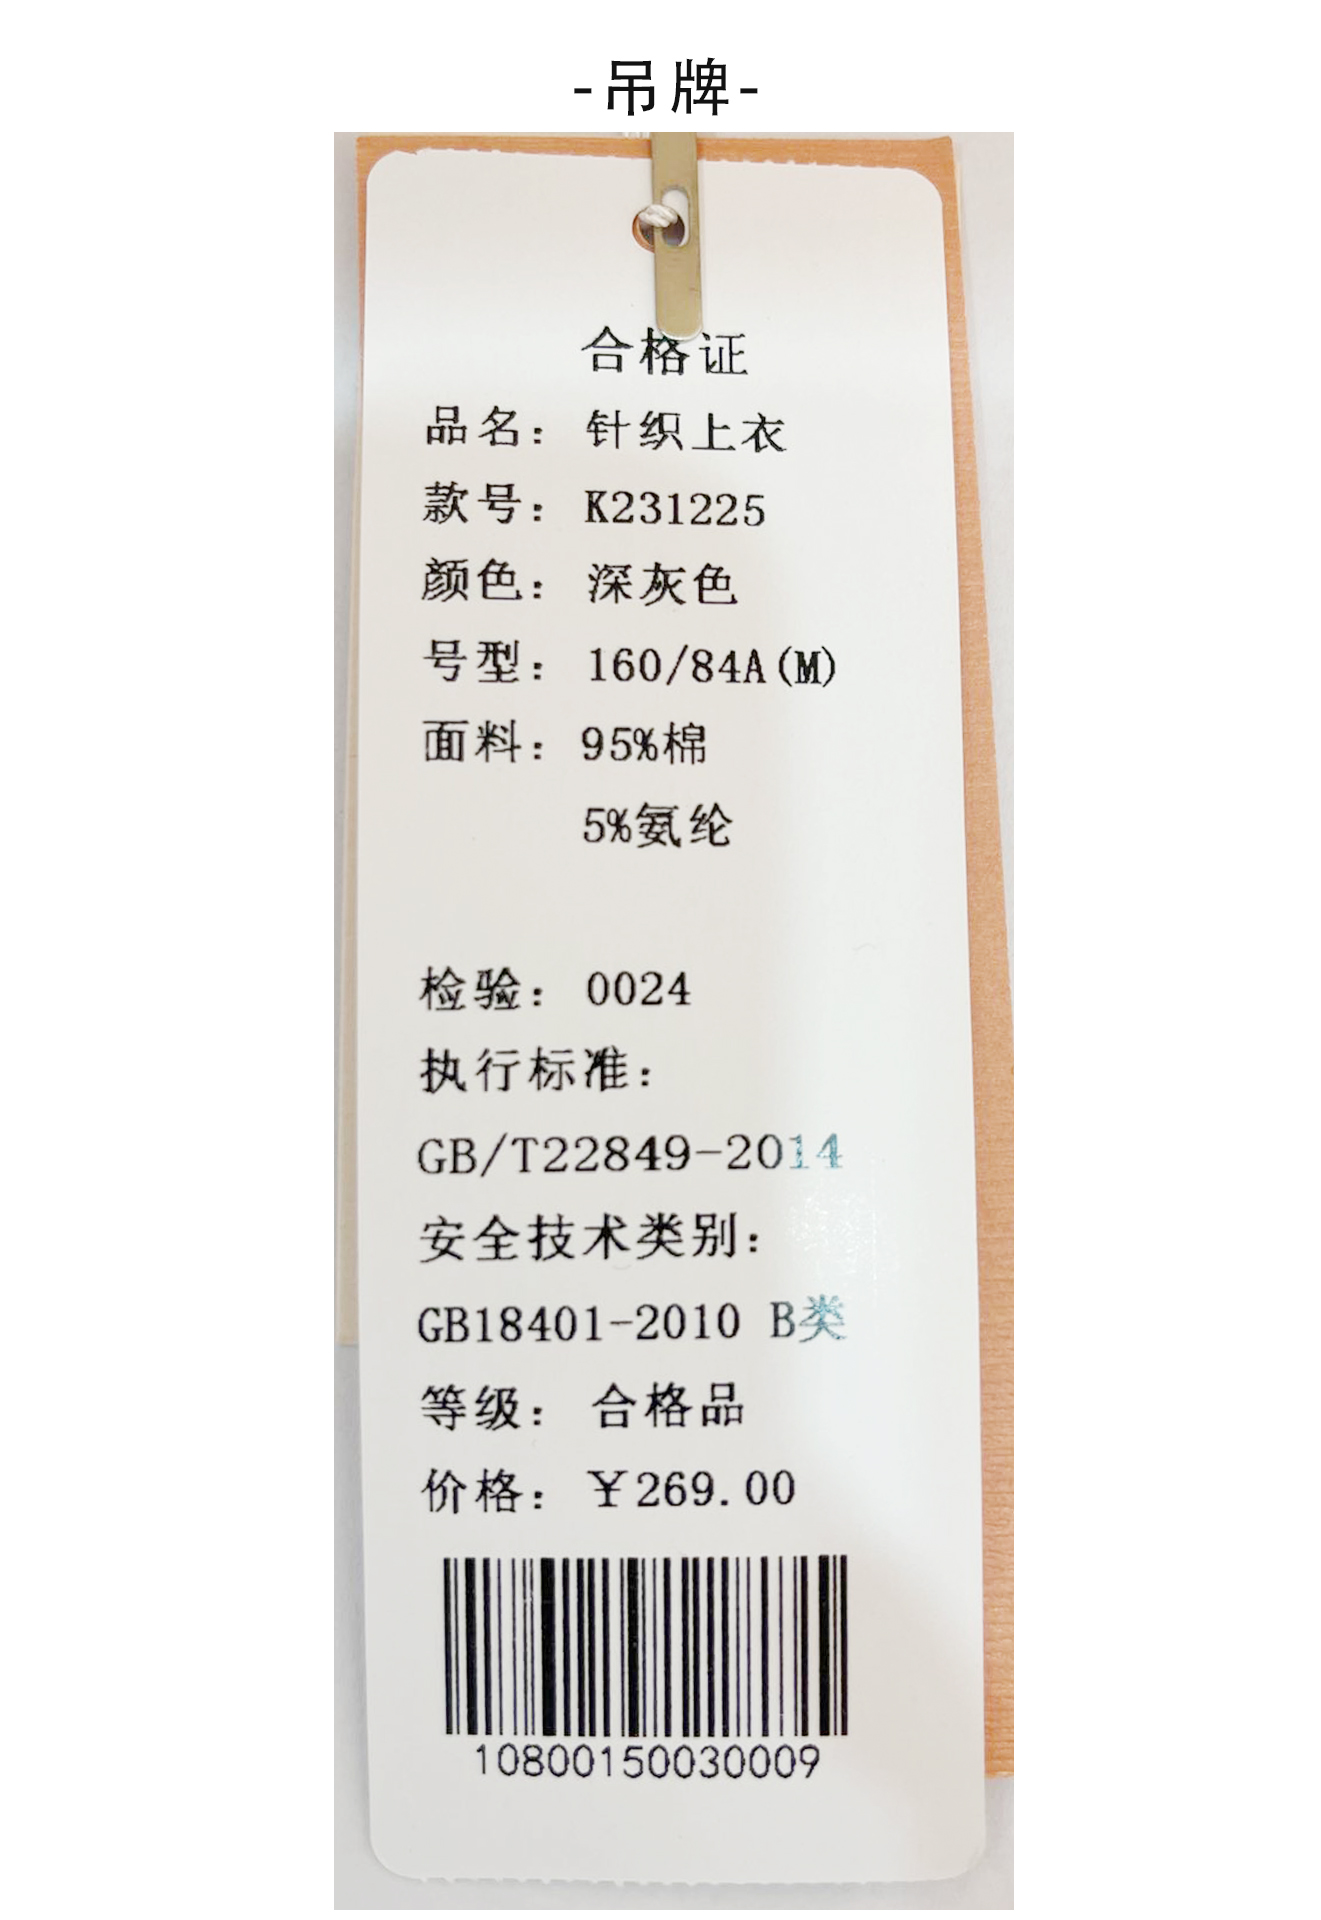 -吊牌-
合格证
品名： 针织上衣
款号： K231225
颜色： 深灰色
号型： 160/84A(M)
面料： 95%棉
5%氨纶
检验： 0024
执行标准：
GB/T22849-2014
安全技术类别：
GB18401-2010 B类
等级： 合格品
价格： ￥269.00
10800150030009